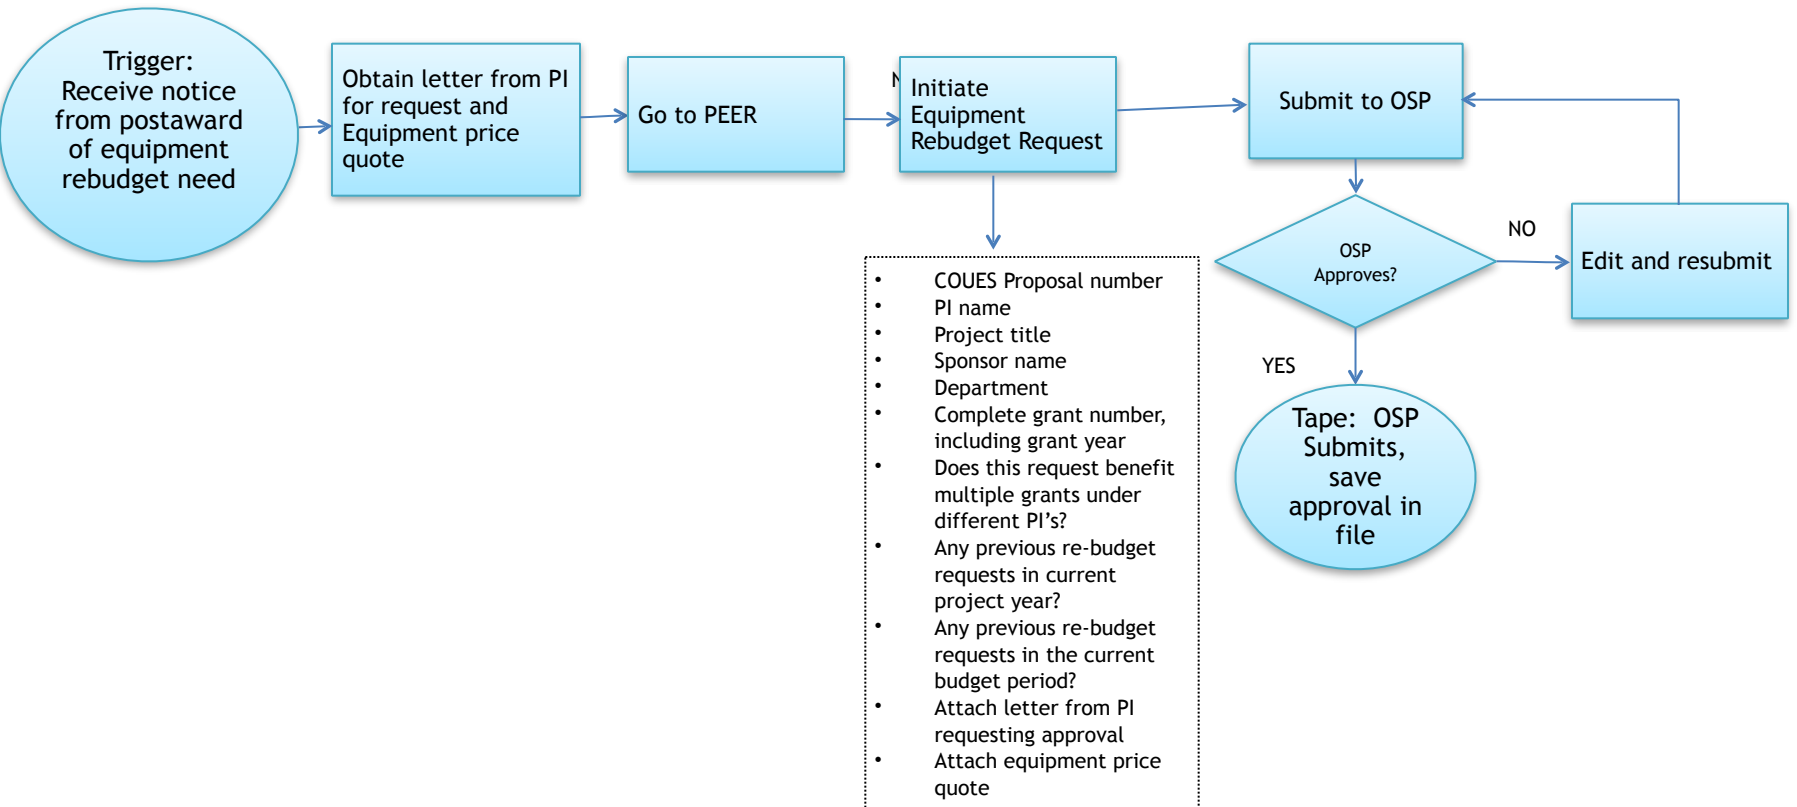 Trigger:
Receive notice
from postaward
of equipment
rebudget need
Obtain letter from PI
for request and
Equipment price
quote
Go to PEER
Initiate
Equipment
Rebudget Request
Submit to OSP
OSP
Approves?
NO
Edit and resubmit
YES
Tape:  OSP
Submits,
save
approval in
file
• COUES Proposal number
• PI name
• Project title
• Sponsor name
• Department
• Complete grant number,
including grant year
• Does this request benefit
multiple grants under
different PI’s?
• Any previous re-budget
requests in current
project year?
• Any previous re-budget
requests in the current
budget period?
• Attach letter from PI
requesting approval
• Attach equipment price
quote